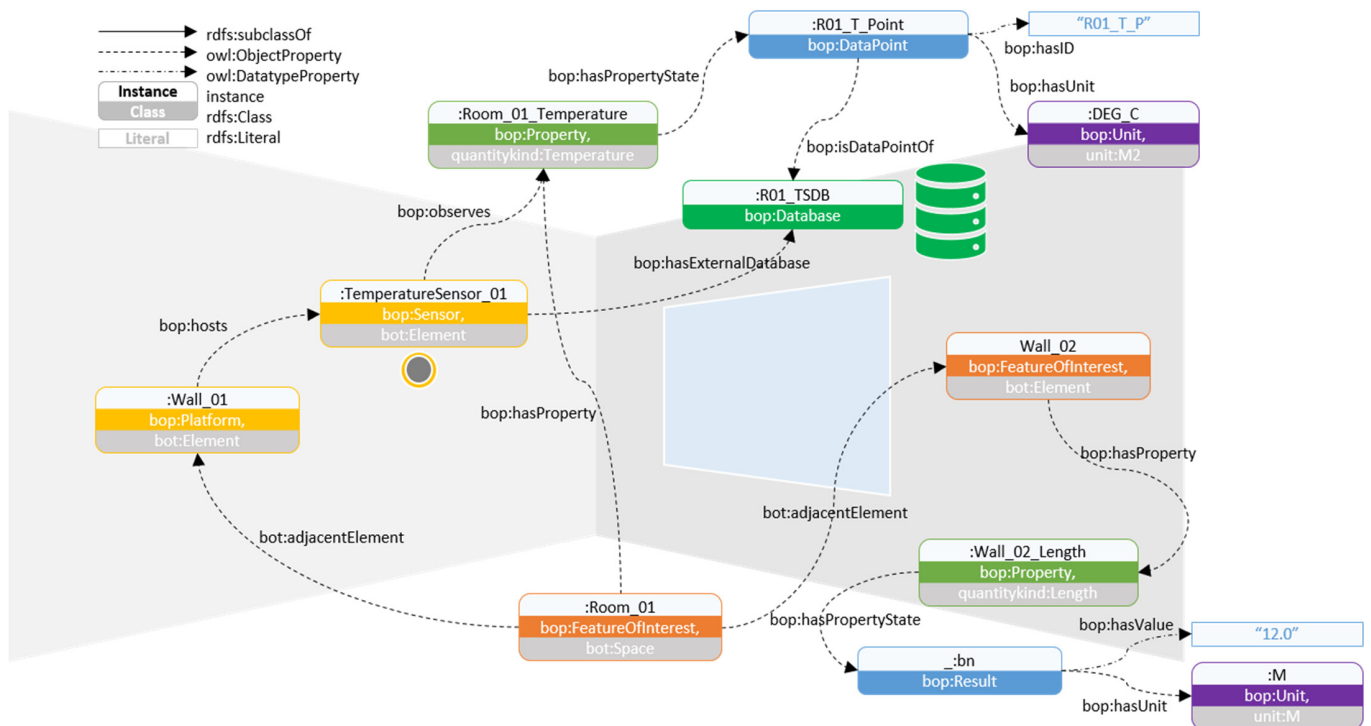 rdfs:subclassOf
owl:ObjectProperty
owl:DatatypeProperty
Instance
instance
Class
rdfs:Class
Literal
rdfs:Literal
:R01_T_Point
bop:DataPoint
"R01_T_P"
bop:hasID
bop:hasPropertyState
bop:hasUnit
:Room_01_Temperature
bop:Property,
quantitykind:Temperature
:DEG_C
bop:Unit,
unit:M2
bop:isDataPointOf
:R01_TSDB
bop:Database
bop:observes
bop:hasExternalDatabase
:TemperatureSensor_01
bop:Sensor,
bot:Element
bop:hosts
Wall_02
bop:FeatureOfInterest,
bot:Element
:Wall_01
bop:Platform,
bot:Element
bop:hasProperty
bop:hasProperty
bot:adjacentElement
bot:adjacentElement
:Wall_02_Length
bop:Property,
quantitykind:Length
:Room_01
bop:FeatureOfInterest,
bot:Space
bop:hasPropertyState
bop:hasValue
"12.0"
_:bn
bop:Result
:M
bop:Unit,
unit:M
bop:hasUnit